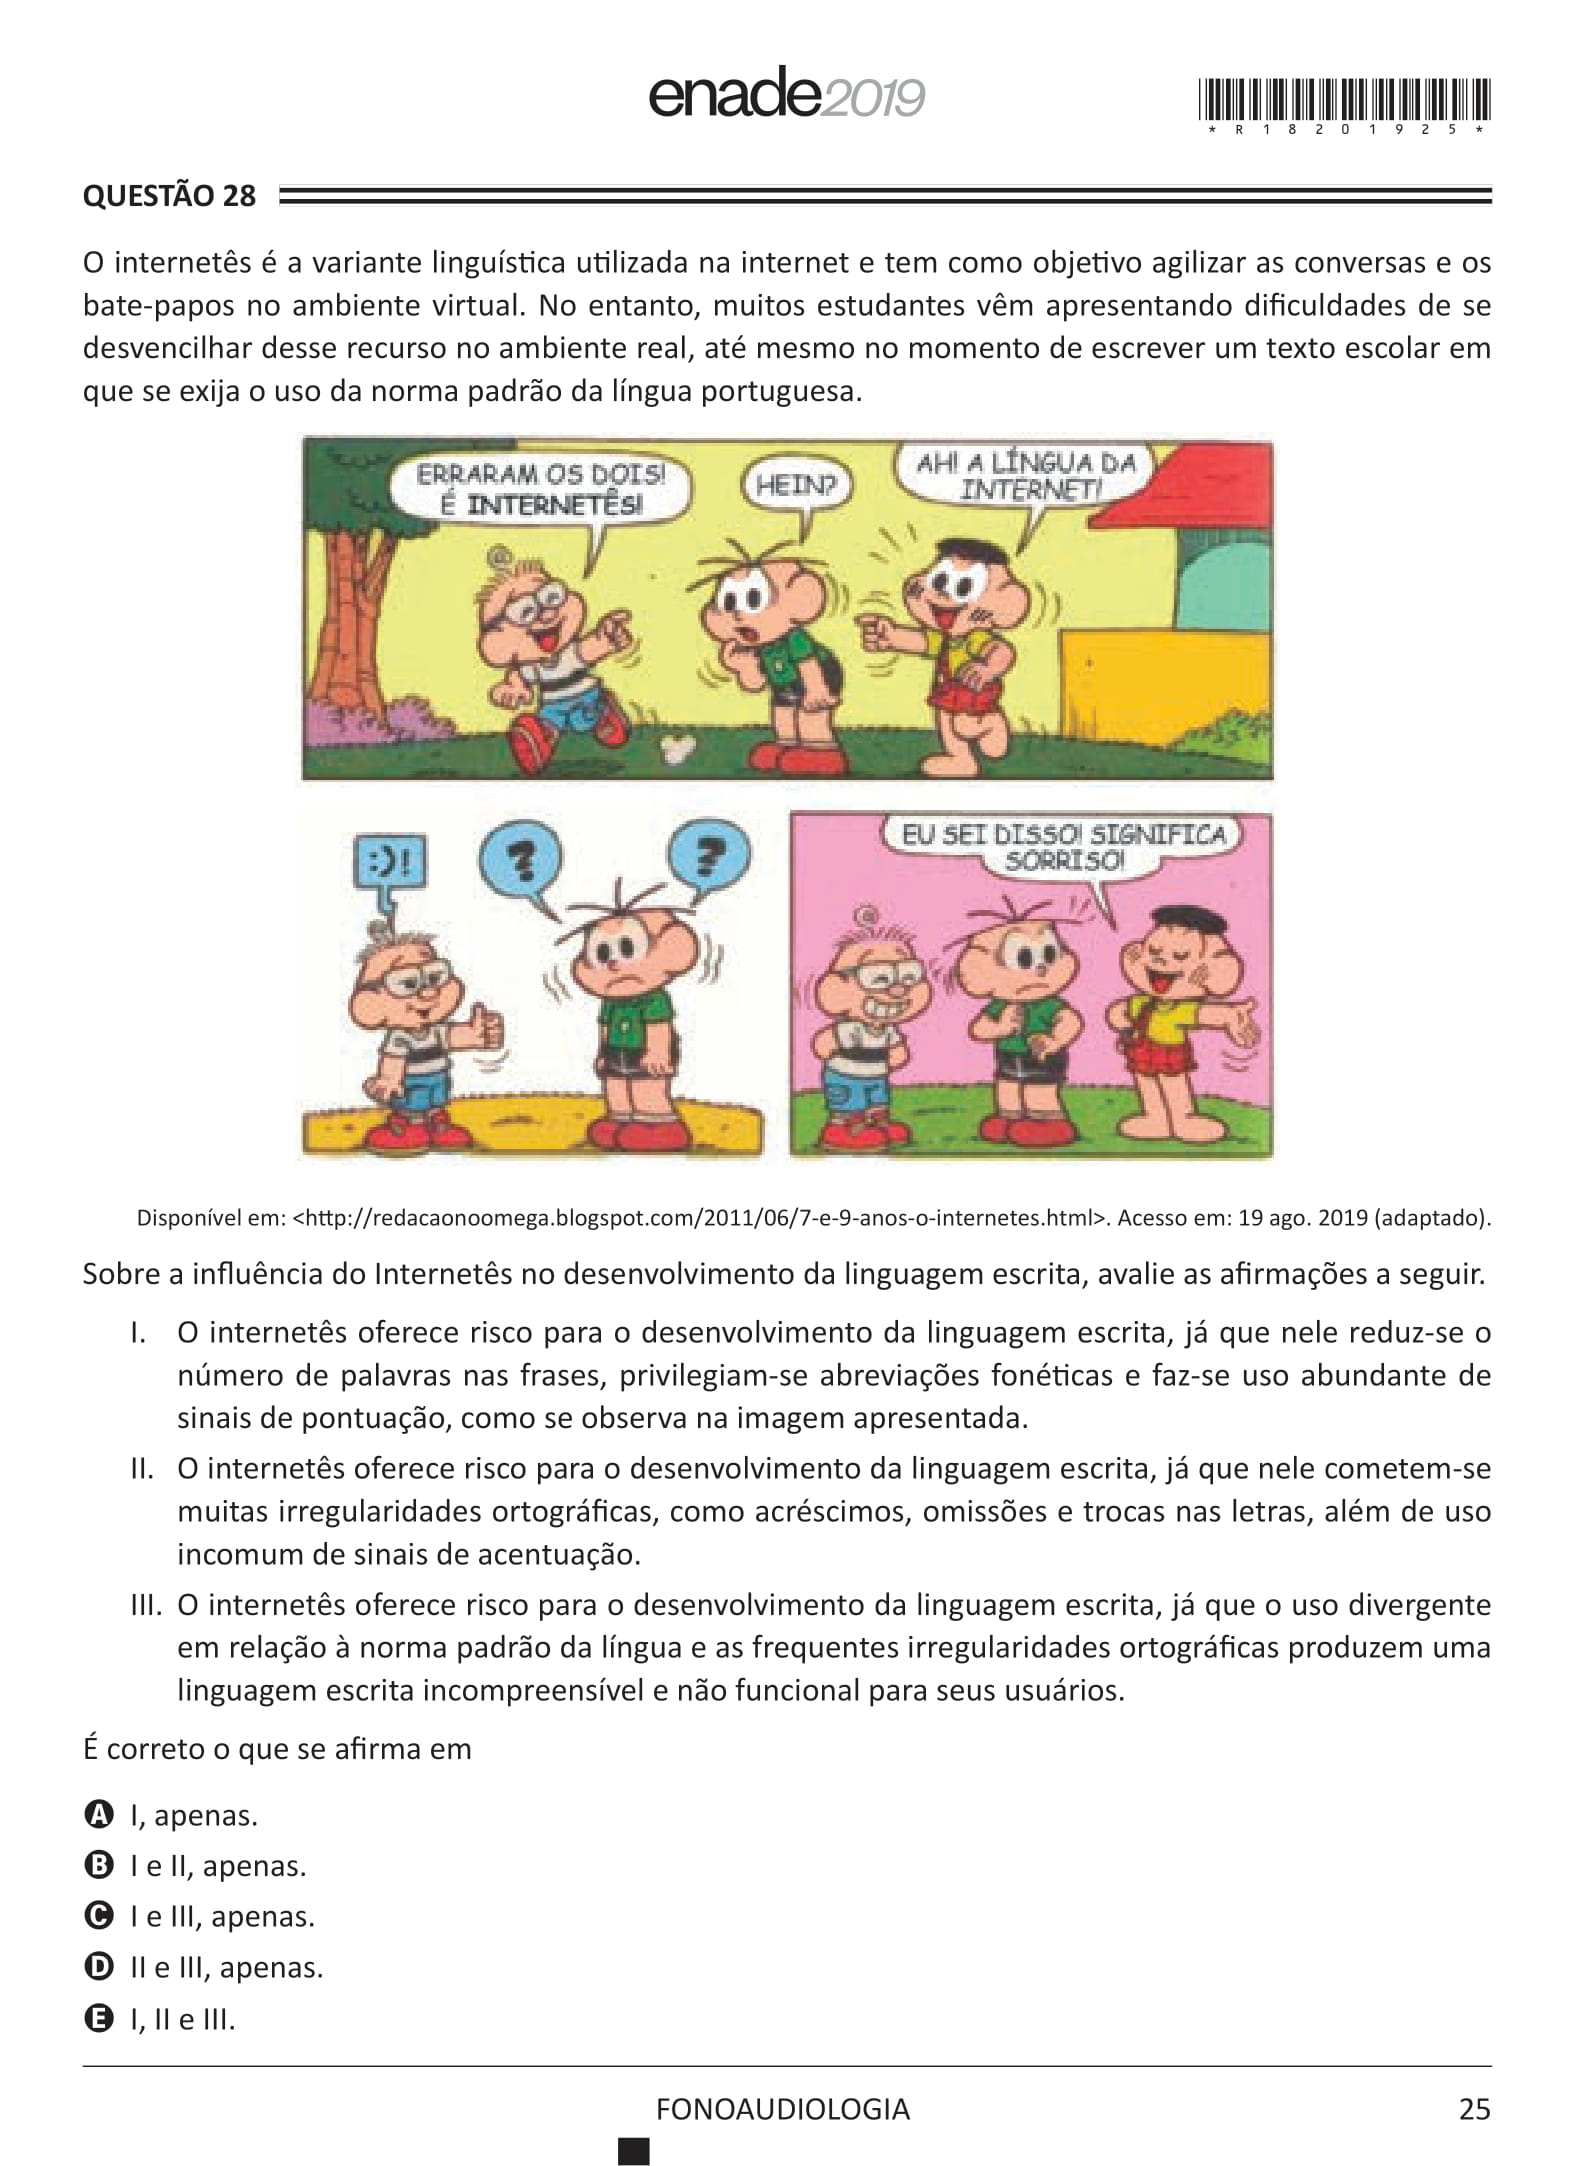 enade2019
*R18201925*
QUESTÃO 28
O internetês é a variante linguística utilizada na internet e tem como objetivo agilizar as conversas e os
bate-papos no ambiente virtual. No entanto, muitos estudantes vêm apresentando dificuldades de se
desvencilhar desse recurso no ambiente real, até mesmo no momento de escrever um texto escolar em
que se exija o uso da norma padrão da língua portuguesa.
ERRARAM OS DOIS!
É INTERNETÊS!
HEIN?
AH! A LÍNGUA DA
INTERNET!
:)!
?
?
EU SEI DISSO! SIGNIFICA
SORRISO!
Disponível em: <http://redacaonoomega.blogspot.com/2011/06/7-e-9-anos-o-internetes.html>. Acesso em: 19 ago. 2019 (adaptado).
Sobre a influência do Internetês no desenvolvimento da linguagem escrita, avalie as afirmações a seguir.
I. O internetês oferece risco para o desenvolvimento da linguagem escrita, já que nele reduz-se o
número de palavras nas frases, privilegiam-se abreviações fonéticas e faz-se uso abundante de
sinais de pontuação, como se observa na imagem apresentada.
II. O internetês oferece risco para o desenvolvimento da linguagem escrita, já que nele cometem-se
muitas irregularidades ortográficas, como acréscimos, omissões e trocas nas letras, além de uso
incomum de sinais de acentuação.
III. O internetês oferece risco para o desenvolvimento da linguagem escrita, já que o uso divergente
em relação à norma padrão da língua e as frequentes irregularidades ortográficas produzem uma
linguagem escrita incompreensível e não funcional para seus usuários.
É correto o que se afirma em
A I, apenas.
B I e II, apenas.
C I e III, apenas.
D II e III, apenas.
E I, II e III.
FONOAUDIOLOGIA
25